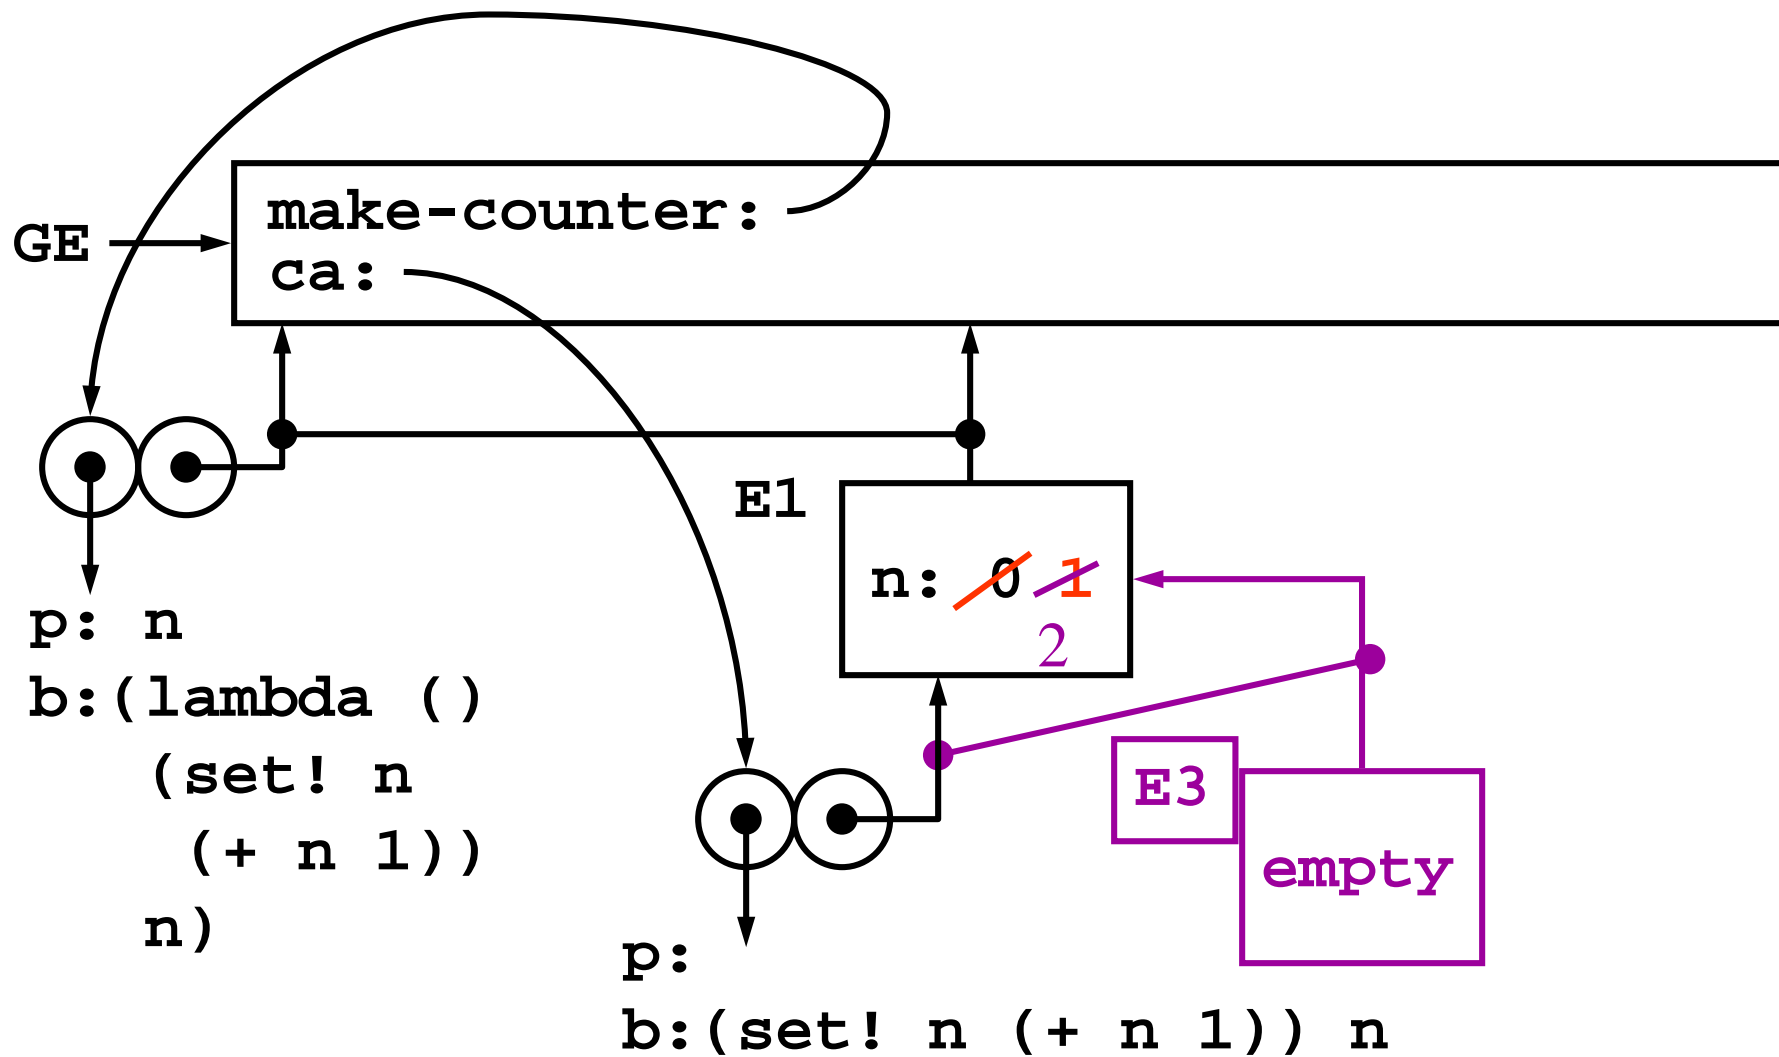 make-counter:
GE
ca:
E1
n: 0 1
2
p: n
b:(lambda ()
(set! n
(+ n 1))
n)
E3
empty
p:
b:(set! n (+ n 1)) n